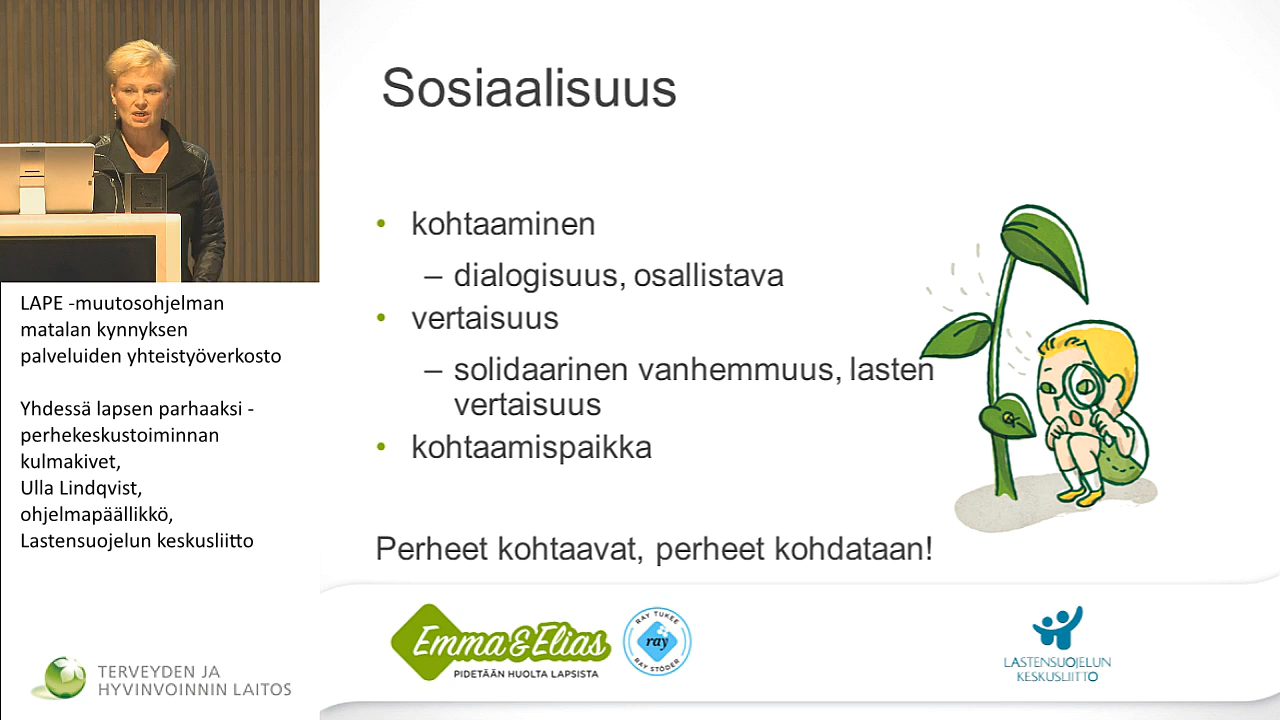 Sosiaalisuus
• kohtaaminen
– dialogisuus, osallistava
• vertaisuus
– solidaarinen vanhemmuus, lasten
vertaisuus
• kohtaamispaikka
Perheet kohtaavat, perheet kohdataan!
LAPE -muutosohjelman
matalan kynnyksen
palveluiden yhteistyöverkosto
Yhdessä lapsen parhaaksi -
perhekeskustoiminnan
kulmakivet,
Ulla Lindqvist,
ohjelmapäällikkö,
Lastensuojelun keskusliitto
TERVEYDEN JA
HYVINVOINNIN LAITOS
Emma & Elias
PIDETÄÄN HUOLTA LAPSISTA
RAY TUKEE
ray
RAY STÖDER
LASTENSUOJELUN
KESKUSLIITTO